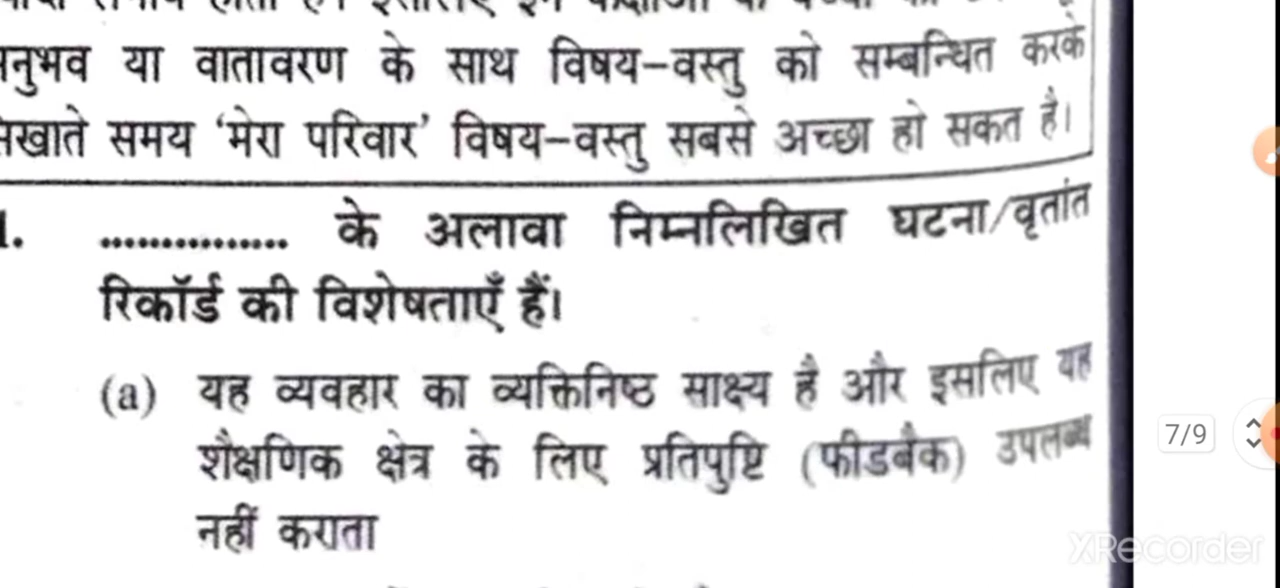 अनुभव या वातावरण के साथ विषय-वस्तु को सम्बन्धित करके
समय 'मेरा परिवार' विषय-वस्तु सबसे अच्छा हो सकत है।
............... के अलावा निम्नलिखित घटना/वृतांत
रिकॉर्ड की विशेषताएँ हैं।
(a) यह व्यवहार का व्यक्तिनिष्ठ साक्ष्य है और इसलिए यह
शैक्षणिक क्षेत्र के लिए प्रतिपुष्टि (फीडबैक) उपलब्ध
नहीं कराता
7/9
XRecorder